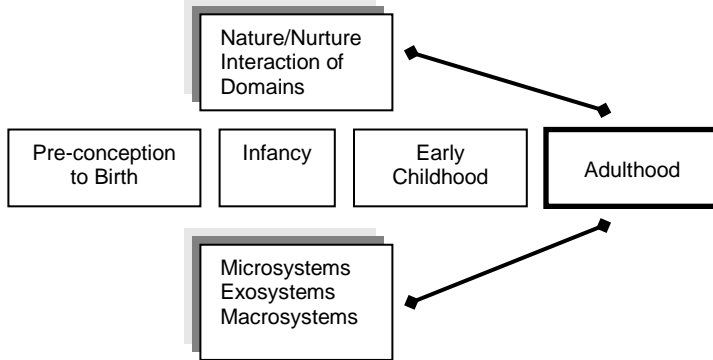 Nature/Nurture
Interaction of
Domains
Pre-conception
to Birth
Infancy
Early
Childhood
Adulthood
Microsystems
Exosystems
Macrosystems